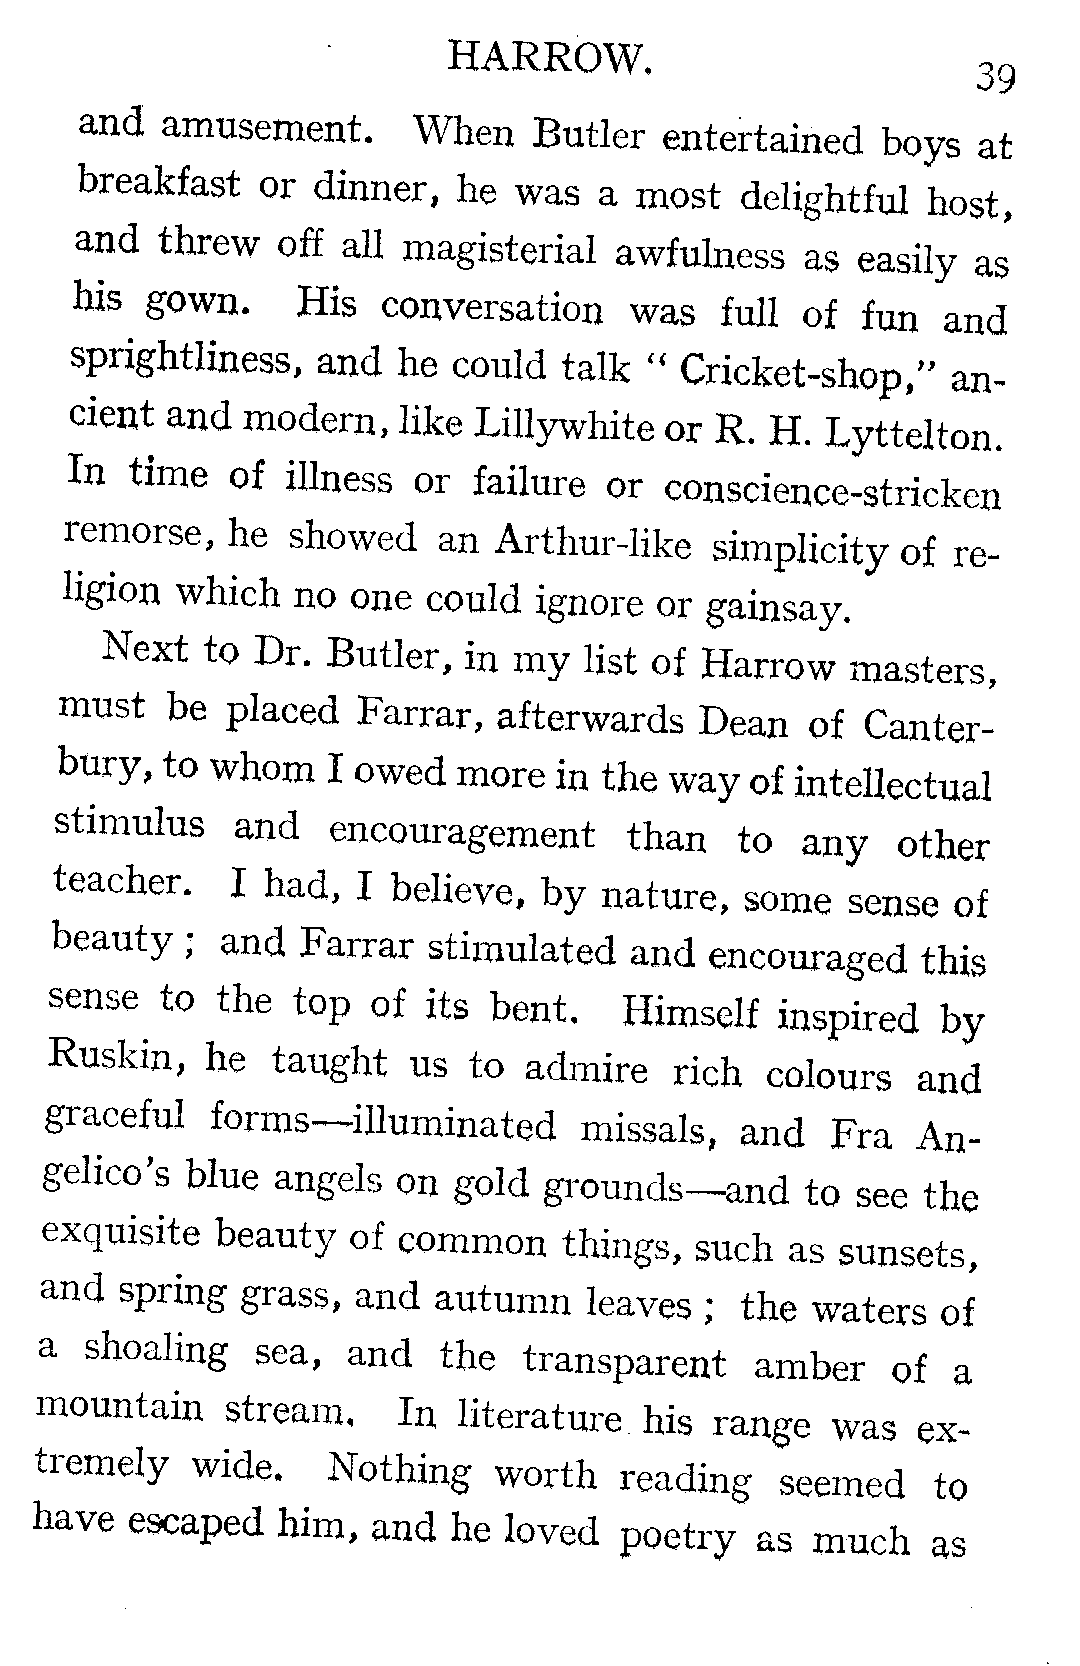 HARROW.
39
and amusement. When Butler entertained boys at
breakfast or dinner, he was a most delightful host,
and threw off all magisterial awfulness as easily as
his gown. His conversation was full of fun and
sprightliness, and he could talk “ Cricket-shop,” an-
cient and modern, like Lillywhite or R. H. Lyttelton.
In time of illness or failure or conscience-stricken
remorse, he showed an Arthur-like simplicity of re-
ligion which no one could ignore or gainsay.
Next to Dr. Butler, in my list of Harrow masters,
must be placed Farrar, afterwards Dean of Canter-
bury, to whom I owed more in the way of intellectual
stimulus and encouragement than to any other
teacher. I had, I believe, by nature, some sense of
beauty ; and Farrar stimulated and encouraged this
sense to the top of its bent. Himself inspired by
Ruskin, he taught us to admire rich colours and
graceful forms—illuminated missals, and Fra An-
gelico's blue angels on gold grounds—and to see the
exquisite beauty of common things, such as sunsets,
and spring grass, and autumn leaves ; the waters of
a shoaling sea, and the transparent amber of a
mountain stream. In literature his range was ex-
tremely wide. Nothing worth reading seemed to
have escaped him, and he loved poetry as much as